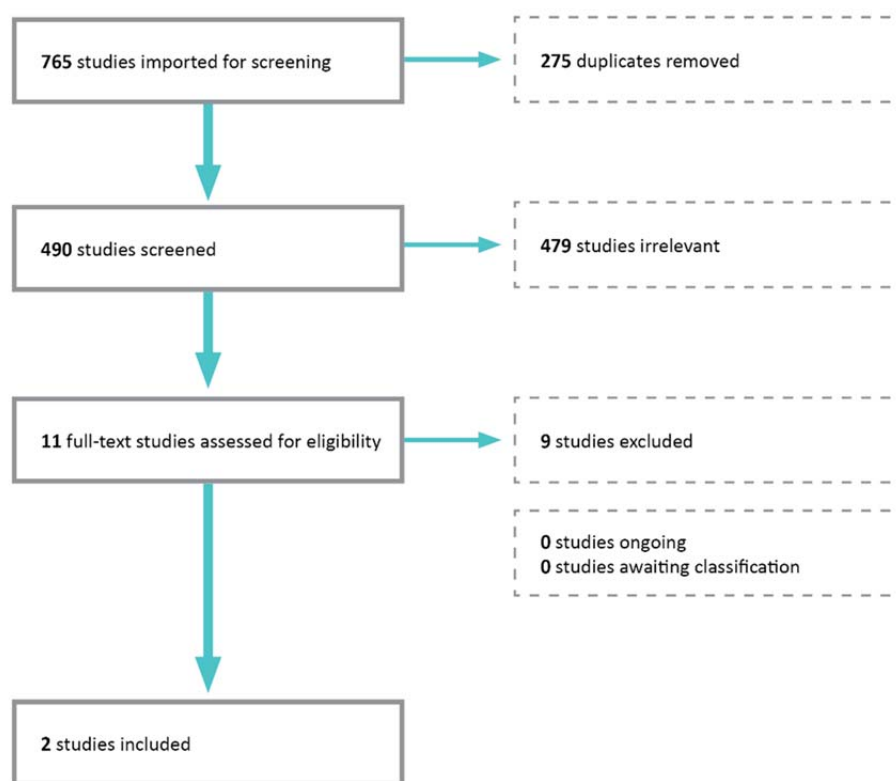 765 studies imported for screening
275 duplicates removed
490 studies screened
479 studies irrelevant
11 full-text studies assessed for eligibility
9 studies excluded
0 studies ongoing
0 studies awaiting classification
2 studies included